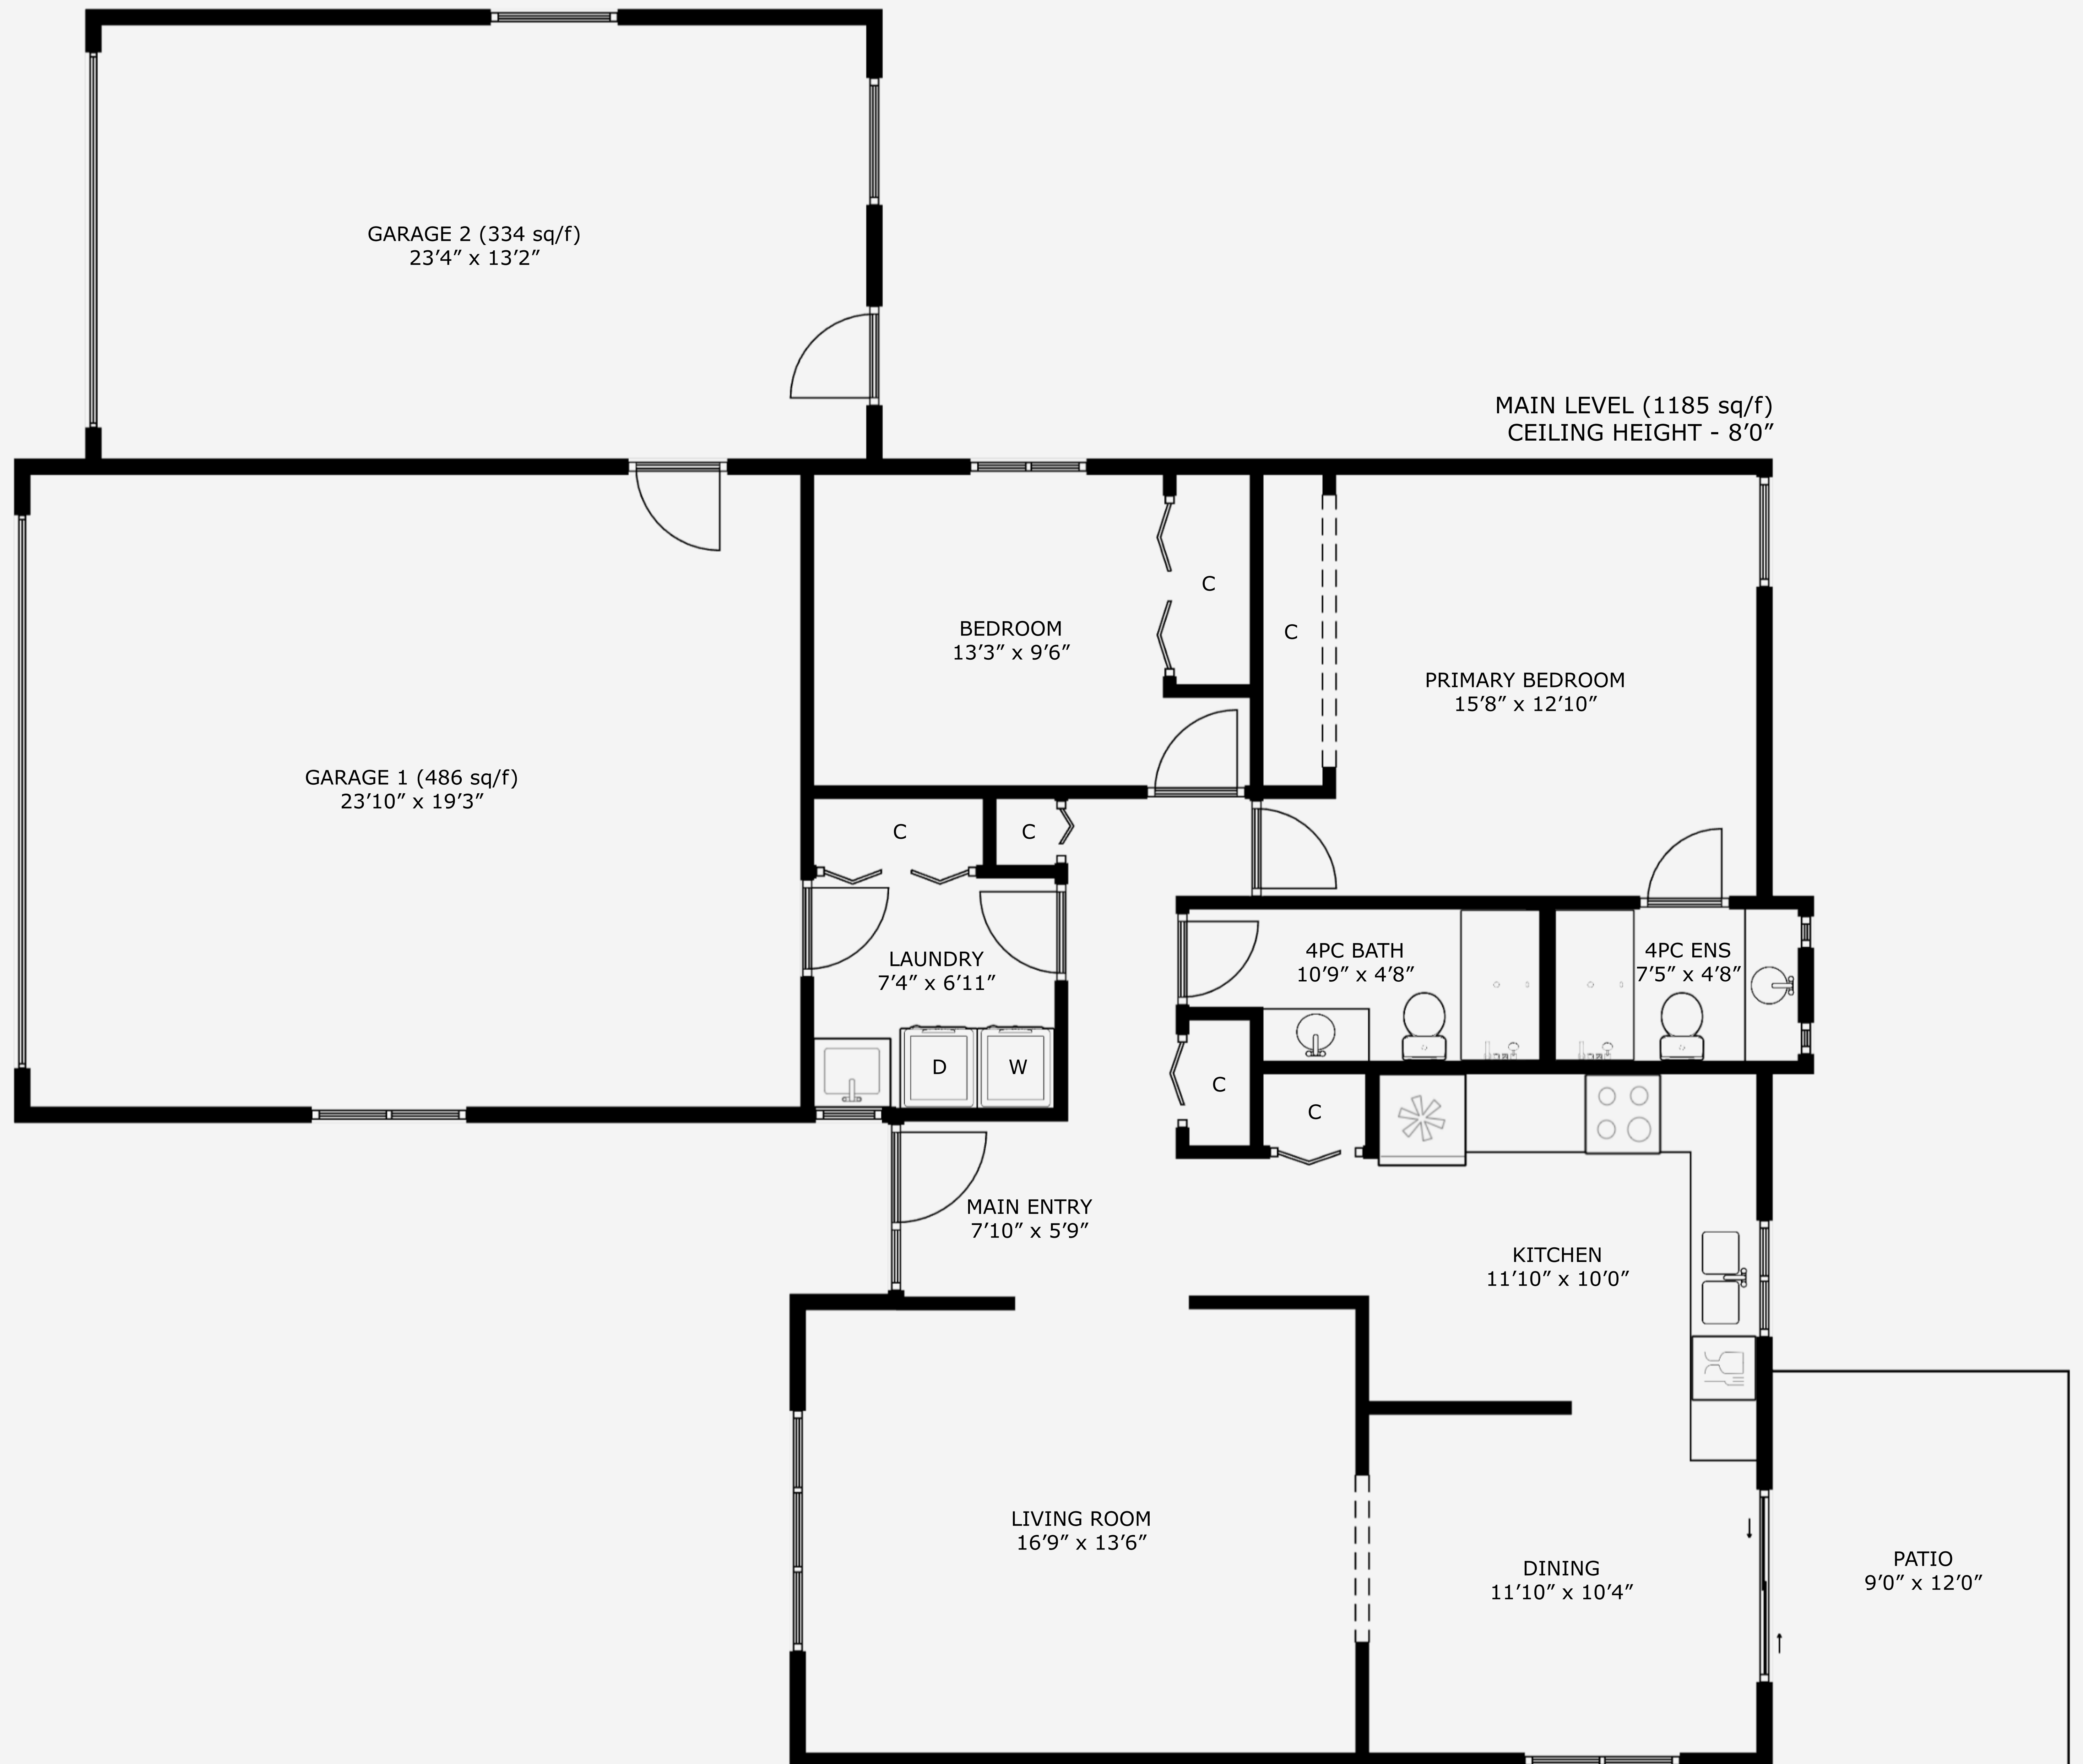 GARAGE 2 (334 sq/f)
23’4” x 13’2”
MAIN LEVEL (1185 sq/f)
CEILING HEIGHT - 8’0”
C
BEDROOM
13’3” x 9’6”
C
PRIMARY BEDROOM
15’8” x 12’10”
GARAGE 1 (486 sq/f)
23’10” x 19’3”
C
C
LAUNDRY
7’4” x 6’11”
4PC BATH
10’9” x 4’8”
4PC ENS
7’5” x 4’8”
D
W
C
C
MAIN ENTRY
7’10” x 5’9”
KITCHEN
11’10” x 10’0”
LIVING ROOM
16’9” x 13’6”
DINING
11’10” x 10’4”
PATIO
9’0” x 12’0”